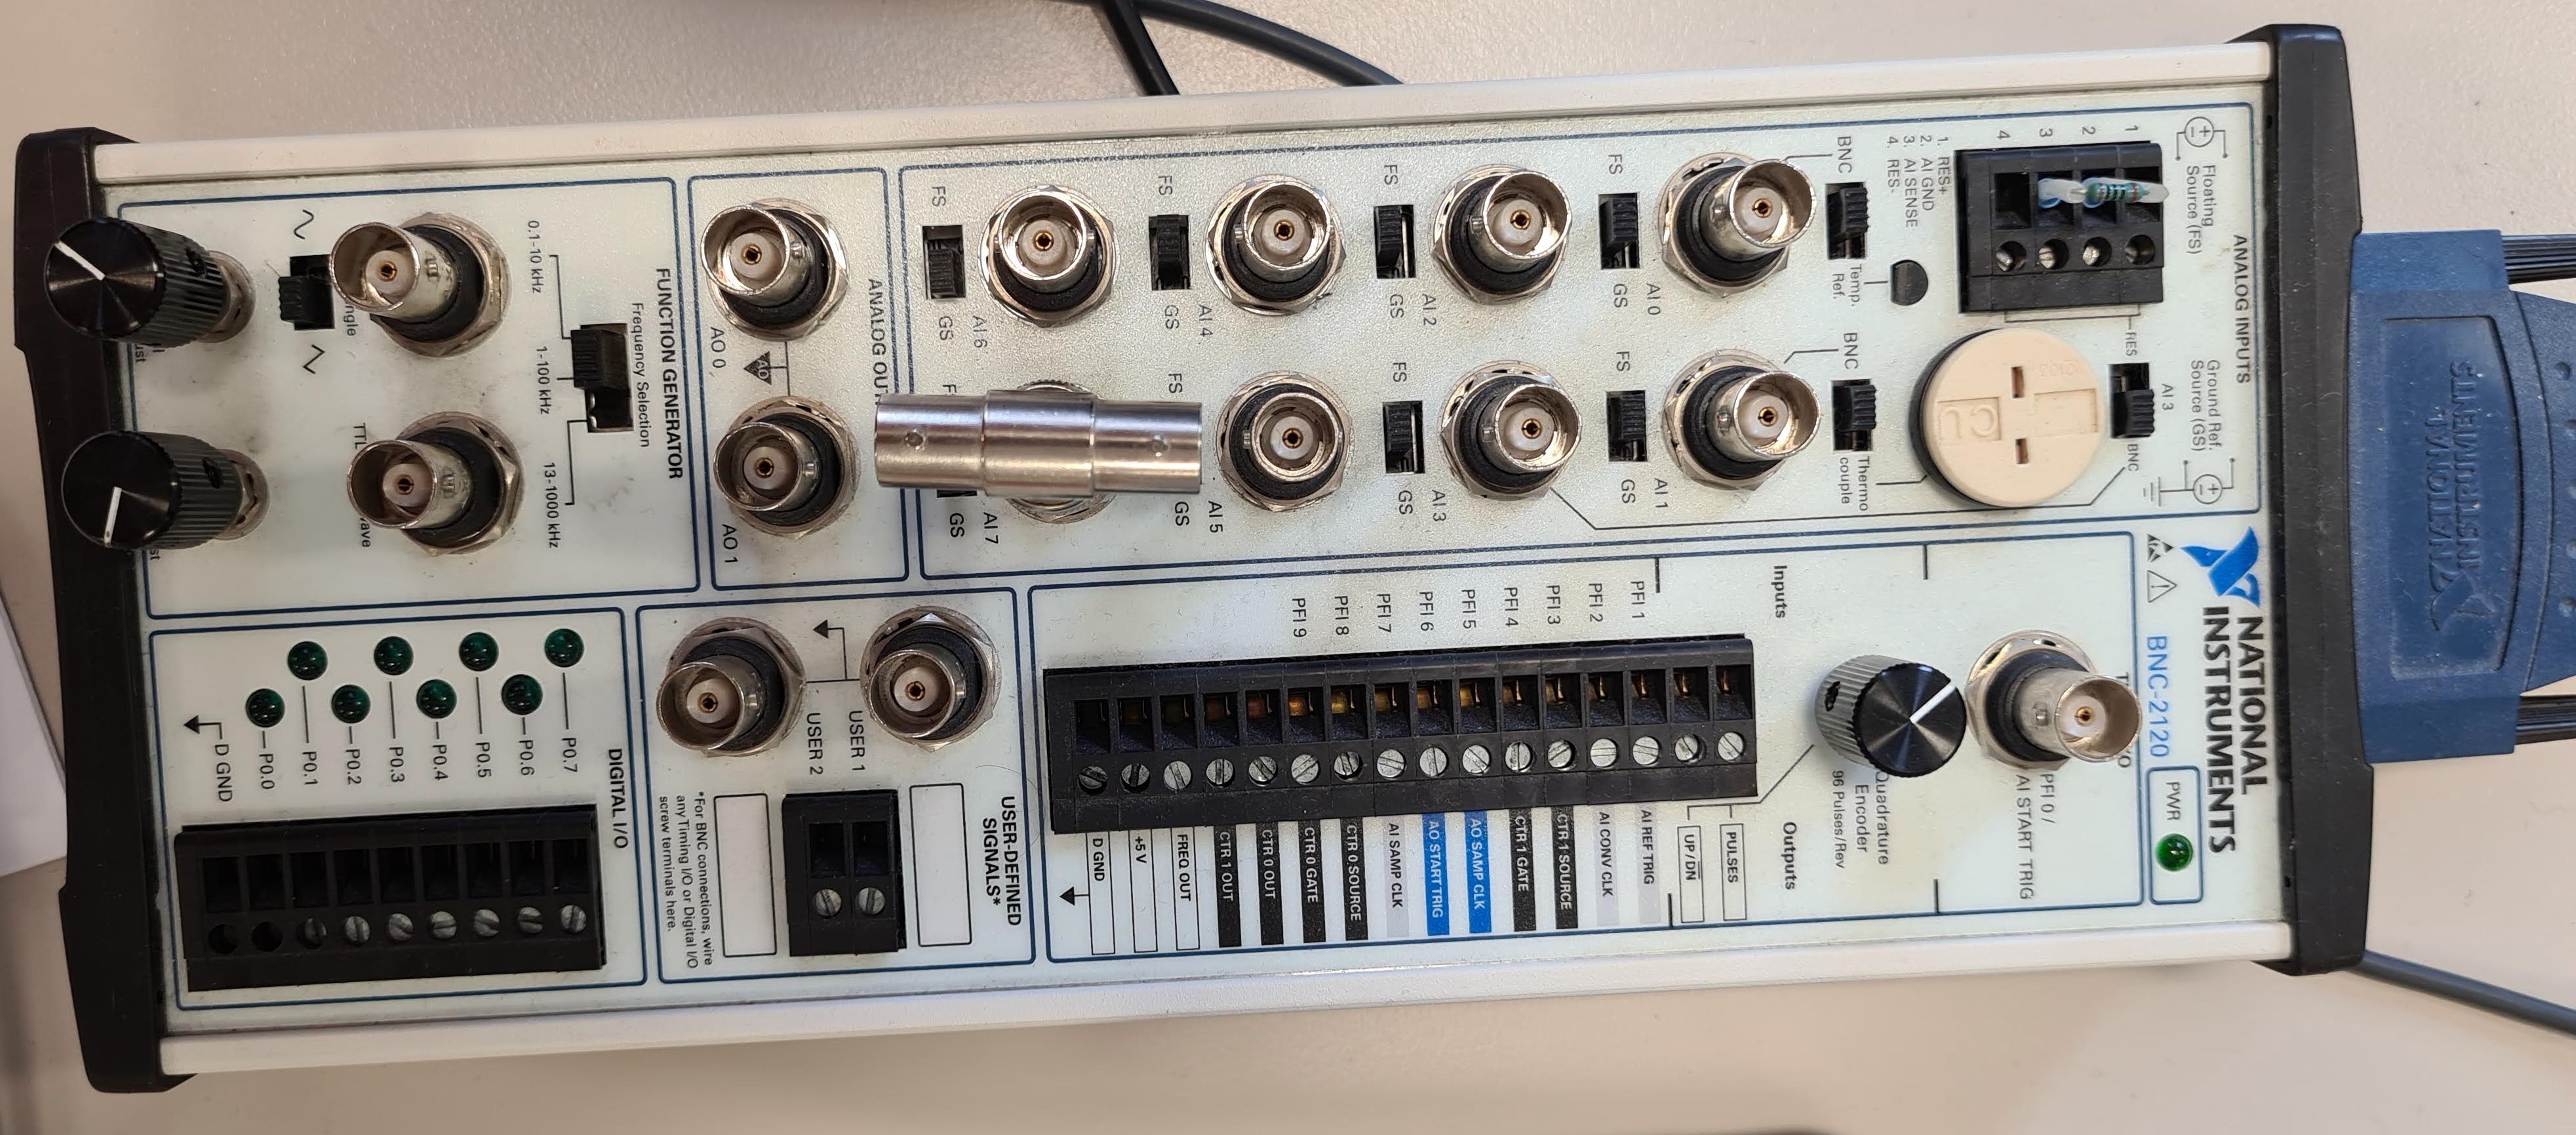 NATIONAL
INSTRUMENTS
BNC-2120
PWR
ANALOG INPUTS
Floating
Source (FS)
Ground Ref.
Source (GS)
1
2
3
4
1. RES+
2. AI GND
3. AI SENSE
4. RES-
RES
AI 3
BNC
BNC
Temp.
Ref.
BNC
Thermo
couple
FS
GS
AI 0
FS
GS
AI 1
FS
GS
AI 2
FS
GS
AI 3
FS
GS
AI 4
FS
GS
AI 5
FS
GS
AI 6
GS
AI 7
CU
ANALOG
AO 0
AO 1
FUNCTION GENERATOR
Frequency Selection
0.1-10 kHz
1-100 kHz
13-1000 kHz
TTL
PFI 0 /
AI START TRIG
Quadrature
Encoder
96 Pulses/Rev
Inputs
Outputs
PULSES
UP/DN
PFI 1
AI REF TRIG
PFI 2
AI CONV CLK
PFI 3
CTR 1 SOURCE
PFI 4
CTR 1 GATE
PFI 5
AO SAMP CLK
PFI 6
AO START TRIG
PFI 7
AI SAMP CLK
PFI 8
CTR 0 SOURCE
PFI 9
CTR 0 GATE
CTR 0 OUT
CTR 1 OUT
FREQ OUT
+5 V
D GND
USER-DEFINED
SIGNALS*
USER 1
USER 2
*For BNC connections, wire
any Timing I/O or Digital I/O
screw terminals here.
DIGITAL I/O
P0.7
P0.6
P0.5
P0.4
P0.3
P0.2
P0.1
P0.0
D GND
NATIONAL
INSTRUMENTS